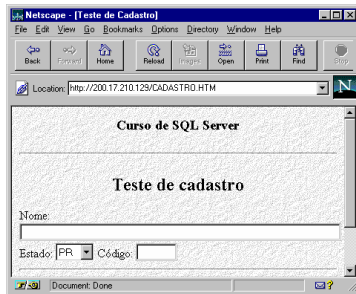 Netscape - [Teste de Cadastro]
File Edit View Go Bookmarks Options Directory Window Help
Back Forward Home Reload Images Open Print Find Stop
Location: http://200.17.210.129/CADASTRO.HTM
N
Curso de SQL Server
Teste de cadastro
Nome:
Estado: PR Código:
Document: Done